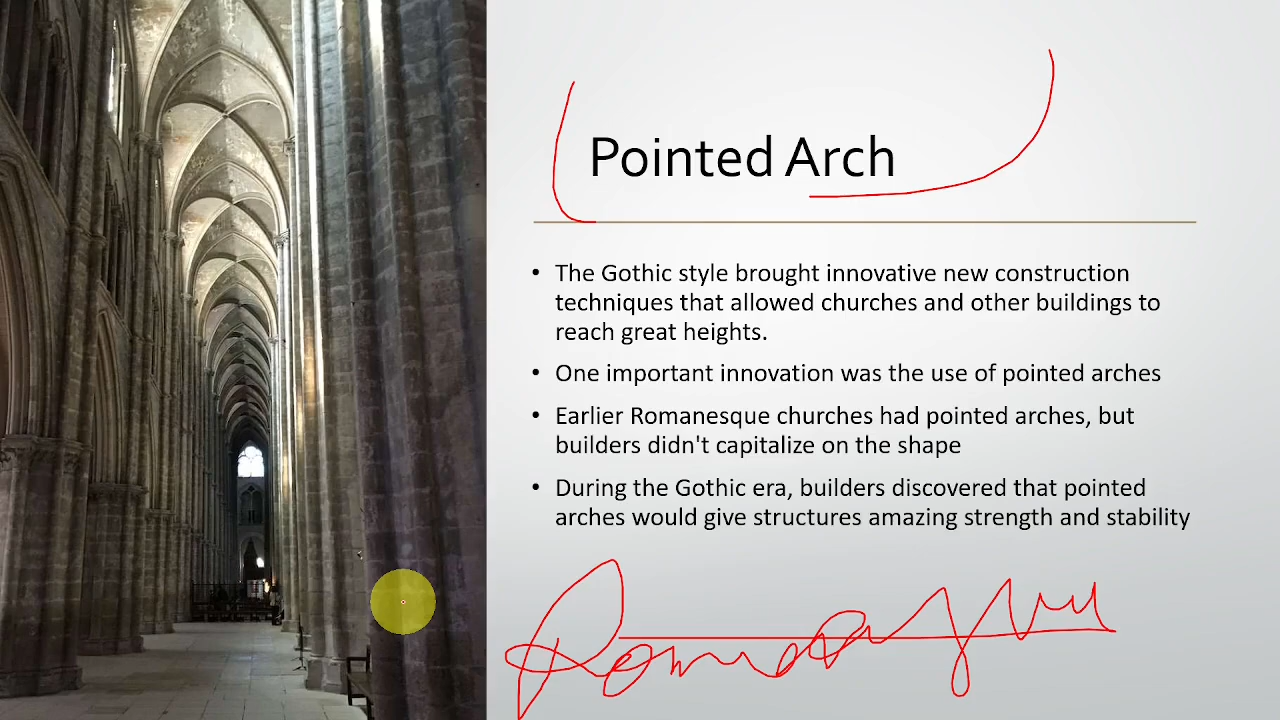 Pointed Arch
• The Gothic style brought innovative new construction
techniques that allowed churches and other buildings to
reach great heights.
• One important innovation was the use of pointed arches
• Earlier Romanesque churches had pointed arches, but
builders didn't capitalize on the shape
• During the Gothic era, builders discovered that pointed
arches would give structures amazing strength and stability